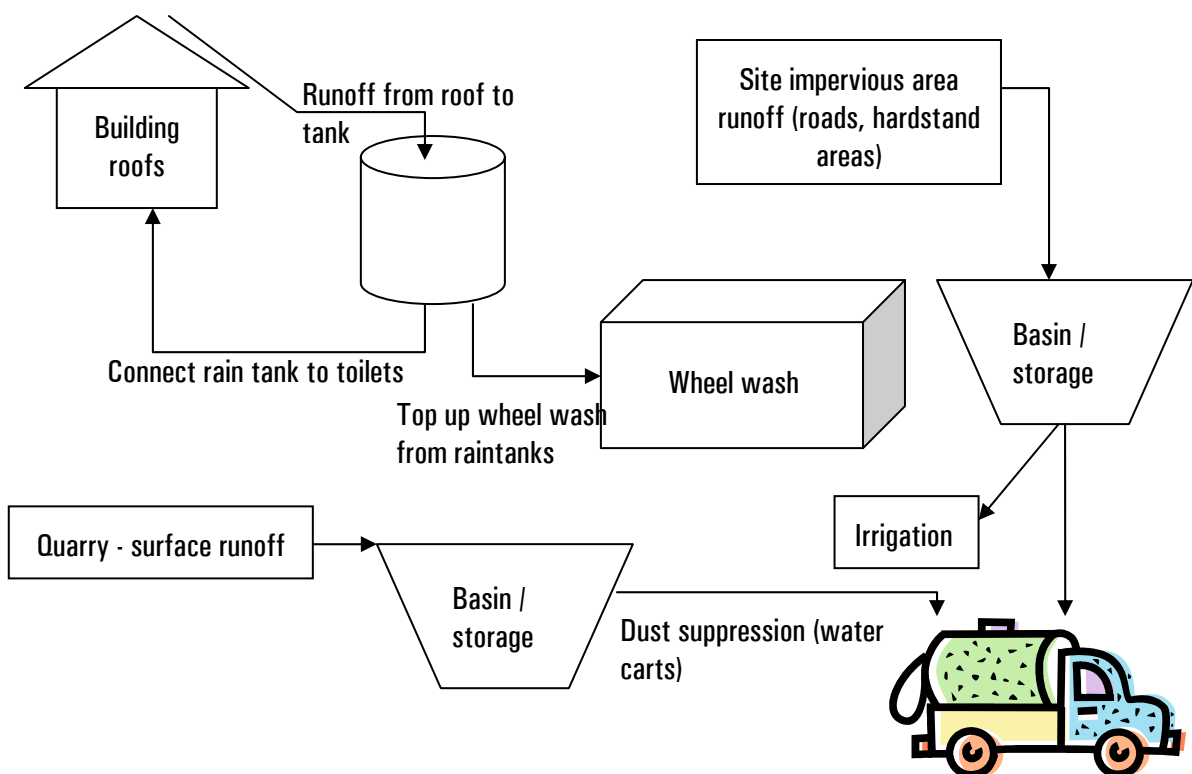 Runoff from roof to
tank
Building
roofs
Site impervious area
runoff (roads, hardstand
areas)
Connect rain tank to toilets
Top up wheel wash
from raintanks
Wheel wash
Basin /
storage
Irrigation
Quarry - surface runoff
Basin /
storage
Dust suppression (water
carts)